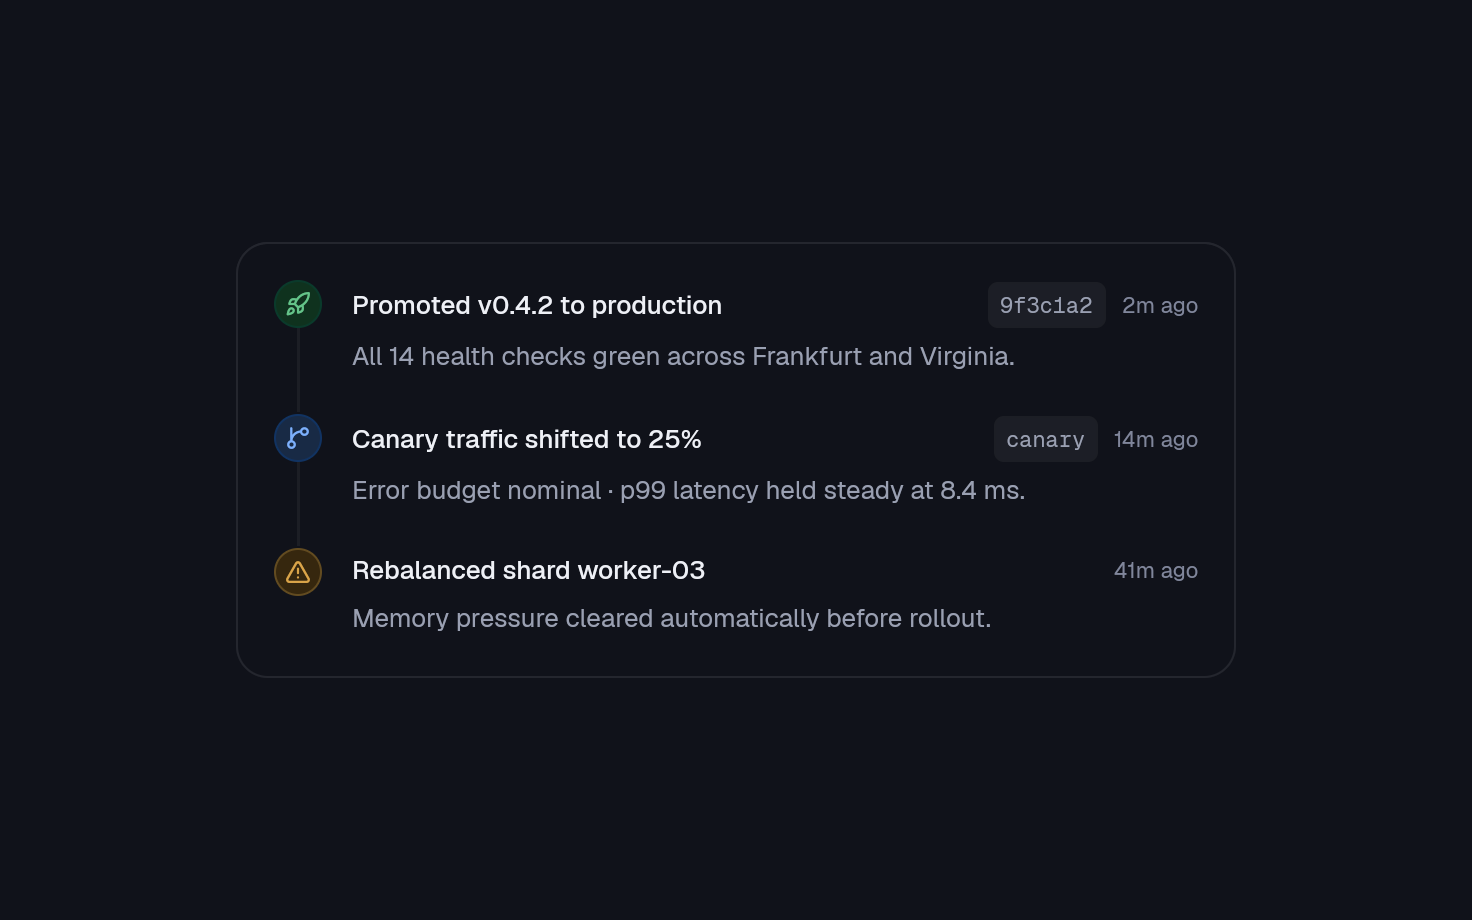 Promoted v0.4.2 to production 9f3c1a2 2m ago
All 14 health checks green across Frankfurt and Virginia.
Canary traffic shifted to 25% canary 14m ago
Error budget nominal · p99 latency held steady at 8.4 ms.
Rebalanced shard worker-03 41m ago
Memory pressure cleared automatically before rollout.